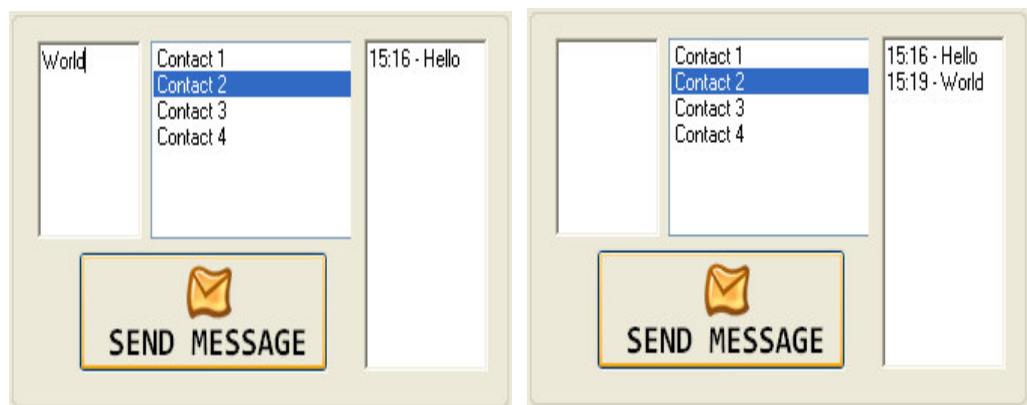 World
Contact 1
Contact 2
Contact 3
Contact 4
15:16 - Hello
SEND MESSAGE
Contact 1
Contact 2
Contact 3
Contact 4
15:16 - Hello
15:19 - World
SEND MESSAGE